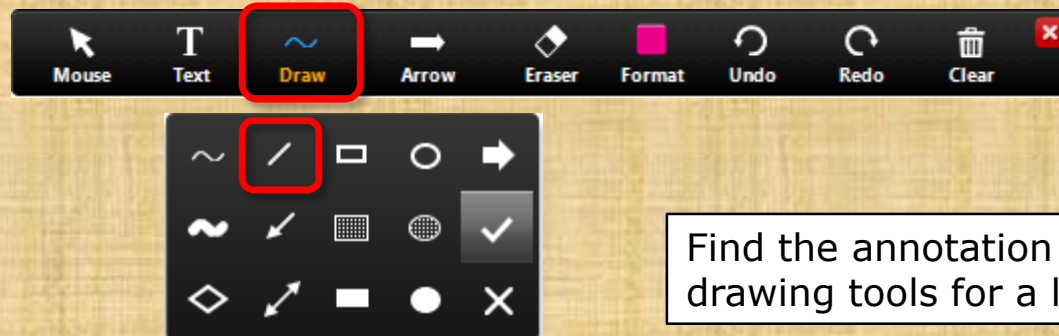 Mouse Text Draw Arrow Eraser Format Undo Redo Clear
Find the annotation
drawing tools for a